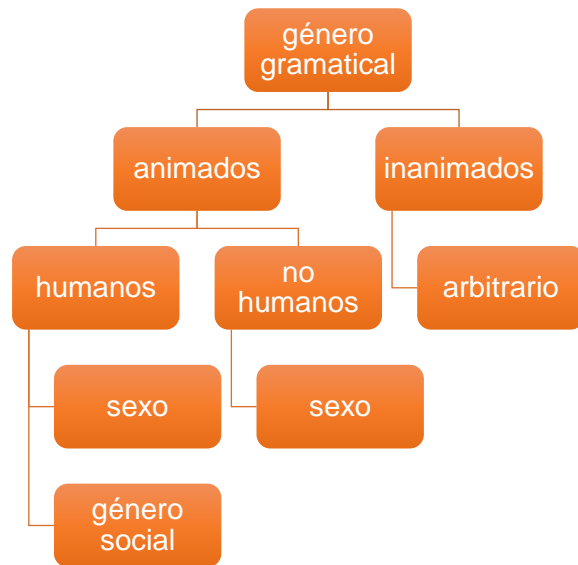 género
gramatical
animados
inanimados
humanos
no
humanos
arbitrario
sexo
sexo
género
social